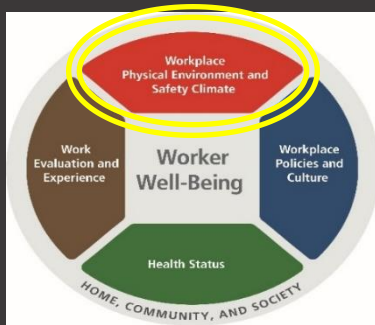 Workplace
Physical Environment and
Safety Climate
Work
Evaluation and
Experience
Worker
Well-Being
Workplace
Policies and
Culture
Health Status
HOME, COMMUNITY, AND SOCIETY